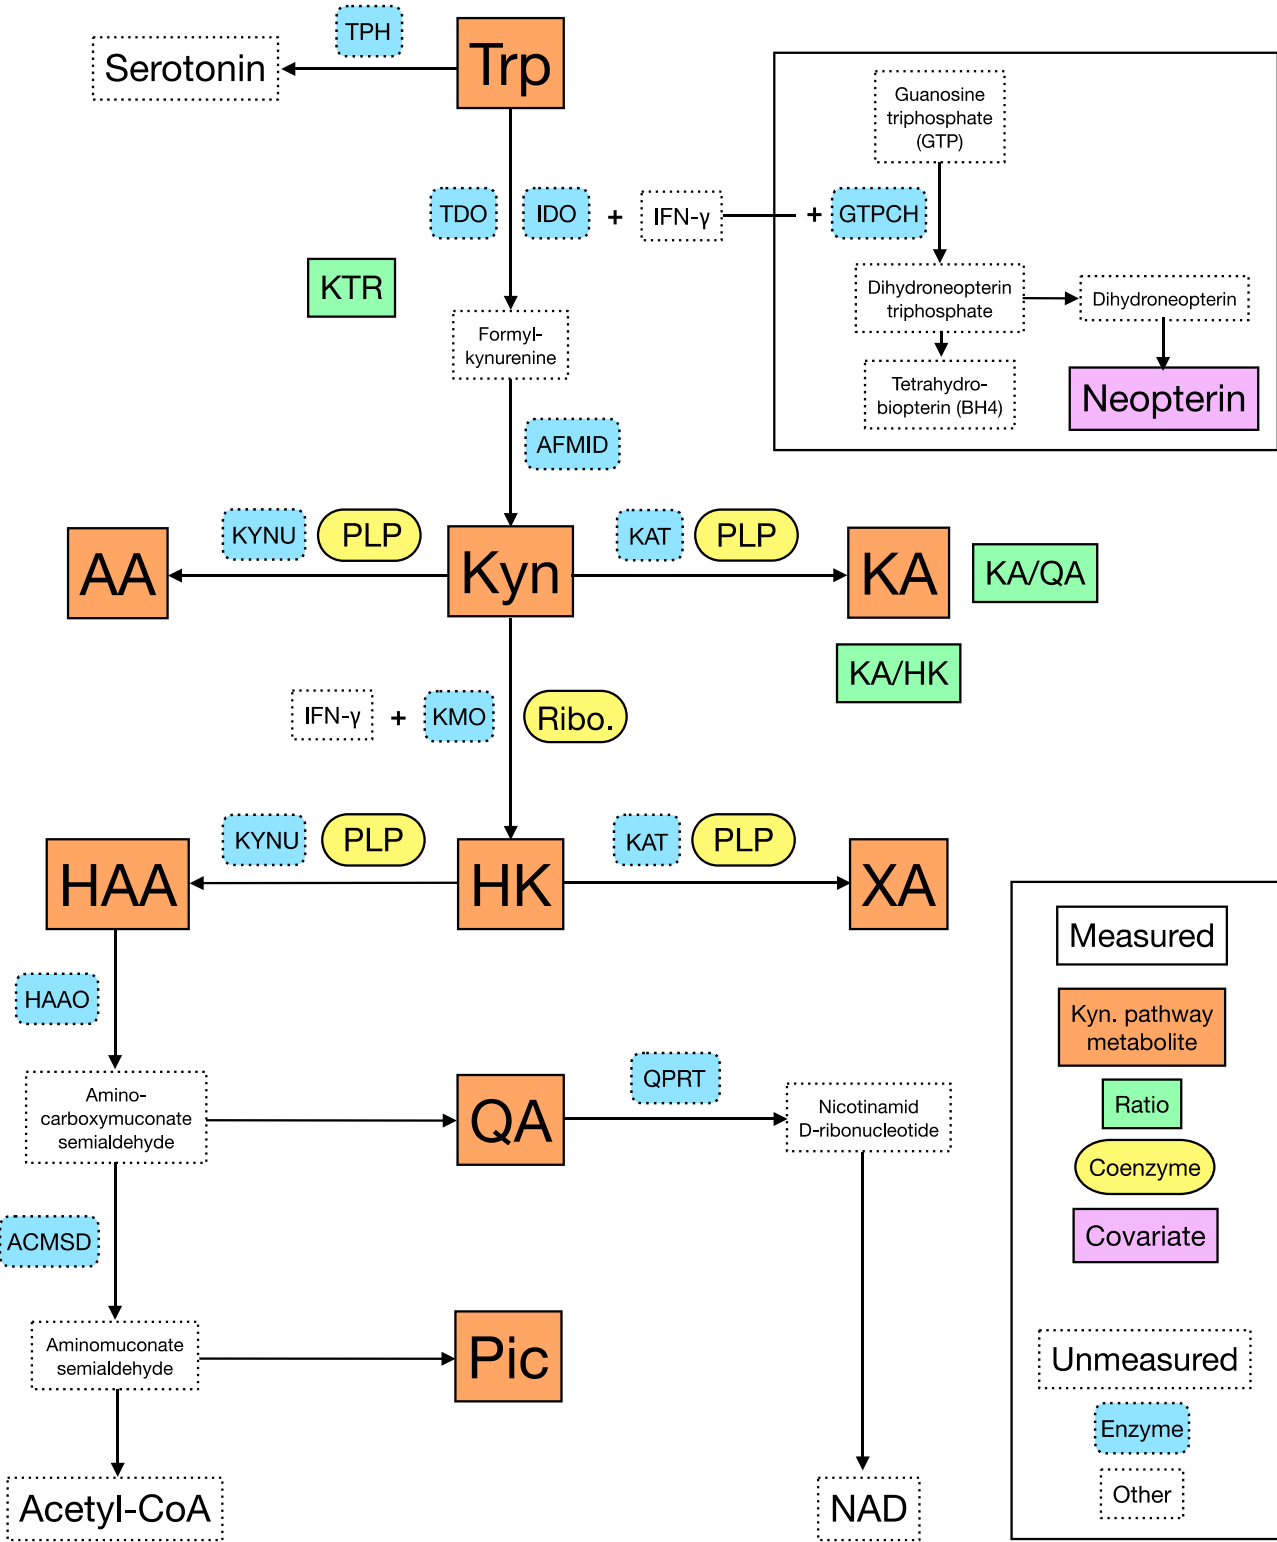 TPH
Serotonin
Trp
Guanosine
triphosphate
(GTP)
TDO
IDO
+
IFN-γ
+
GTPCH
KTR
Dihydroneopterin
triphosphate
Dihydroneopterin
Formyl-
kynurenine
Tetrahydro-
biopterin (BH4)
Neopterin
AFMID
KYNU
PLP
KAT
PLP
AA
Kyn
KA
KA/QA
KA/HK
IFN-γ
+
KMO
Ribo.
KYNU
PLP
KAT
PLP
HAA
HK
XA
HAAO
Amino-
carboxymuconate
semialdehyde
QA
QPRT
Nicotinamid
D-ribonucleotide
ACMSD
Aminomuconate
semialdehyde
Pic
Acetyl-CoA
NAD
Measured
Kyn. pathway
metabolite
Ratio
Coenzyme
Covariate
Unmeasured
Enzyme
Other